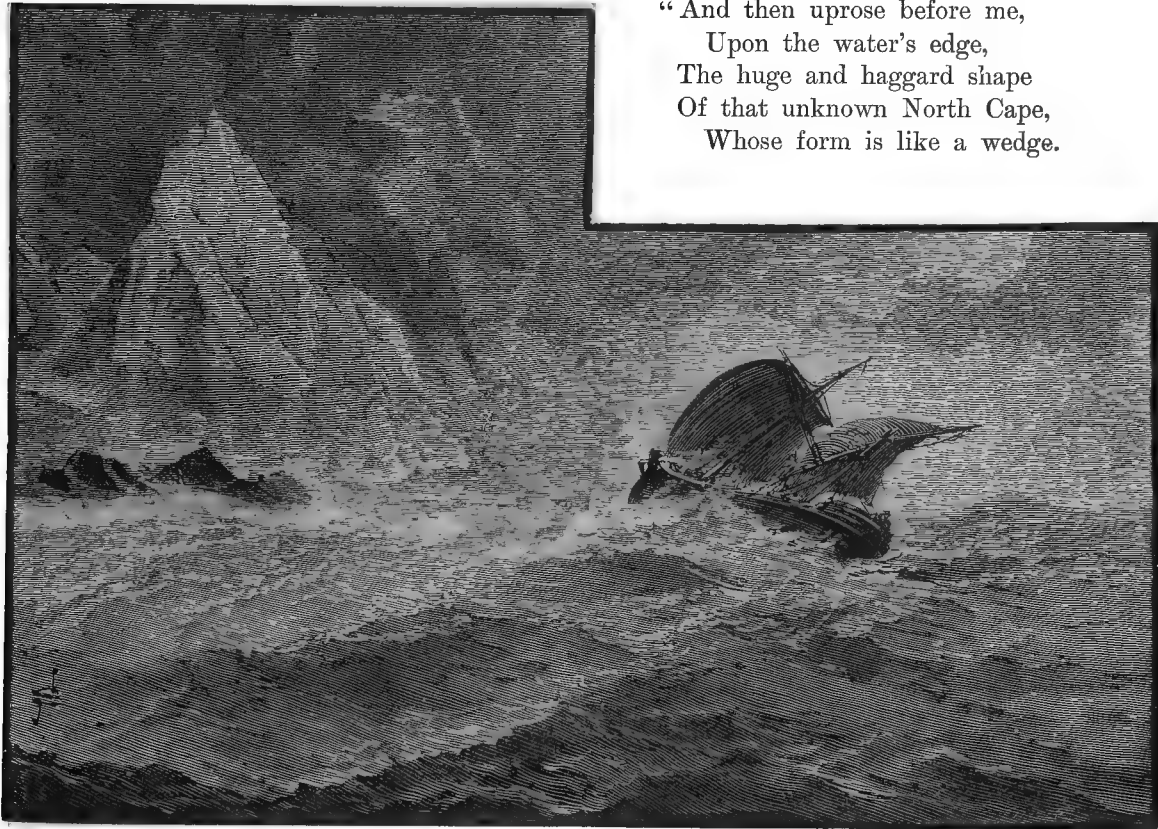 “ And then uprose before me,
Upon the water's edge,
The huge and haggard shape
Of that unknown North Cape,
Whose form is like a wedge.